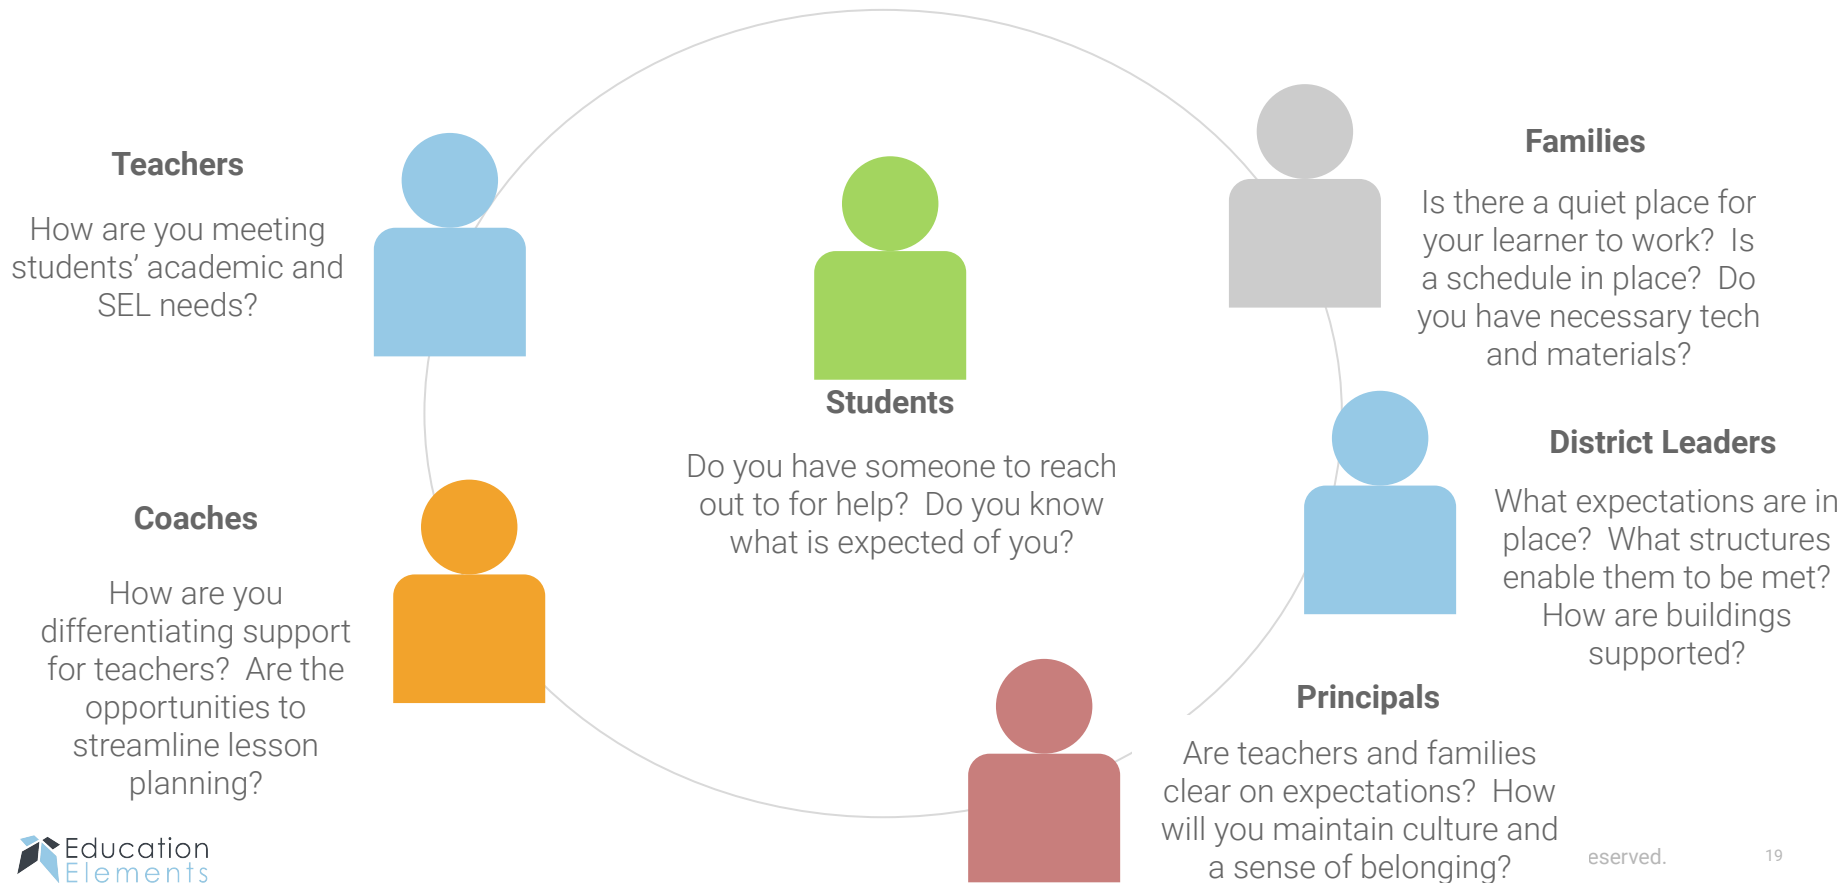 Teachers
How are you meeting
students’ academic and
SEL needs?
Families
Is there a quiet place for
your learner to work?  Is
a schedule in place?  Do
you have necessary tech
and materials?
Students
Do you have someone to reach
out to for help?  Do you know
what is expected of you?
District Leaders
What expectations are in
place?  What structures
enable them to be met?
How are buildings
supported?
Coaches
How are you
differentiating support
for teachers?  Are the
opportunities to
streamline lesson
planning?
Principals
Are teachers and families
clear on expectations?  How
will you maintain culture and
a sense of belonging?
Education
Elements
eserved.
19